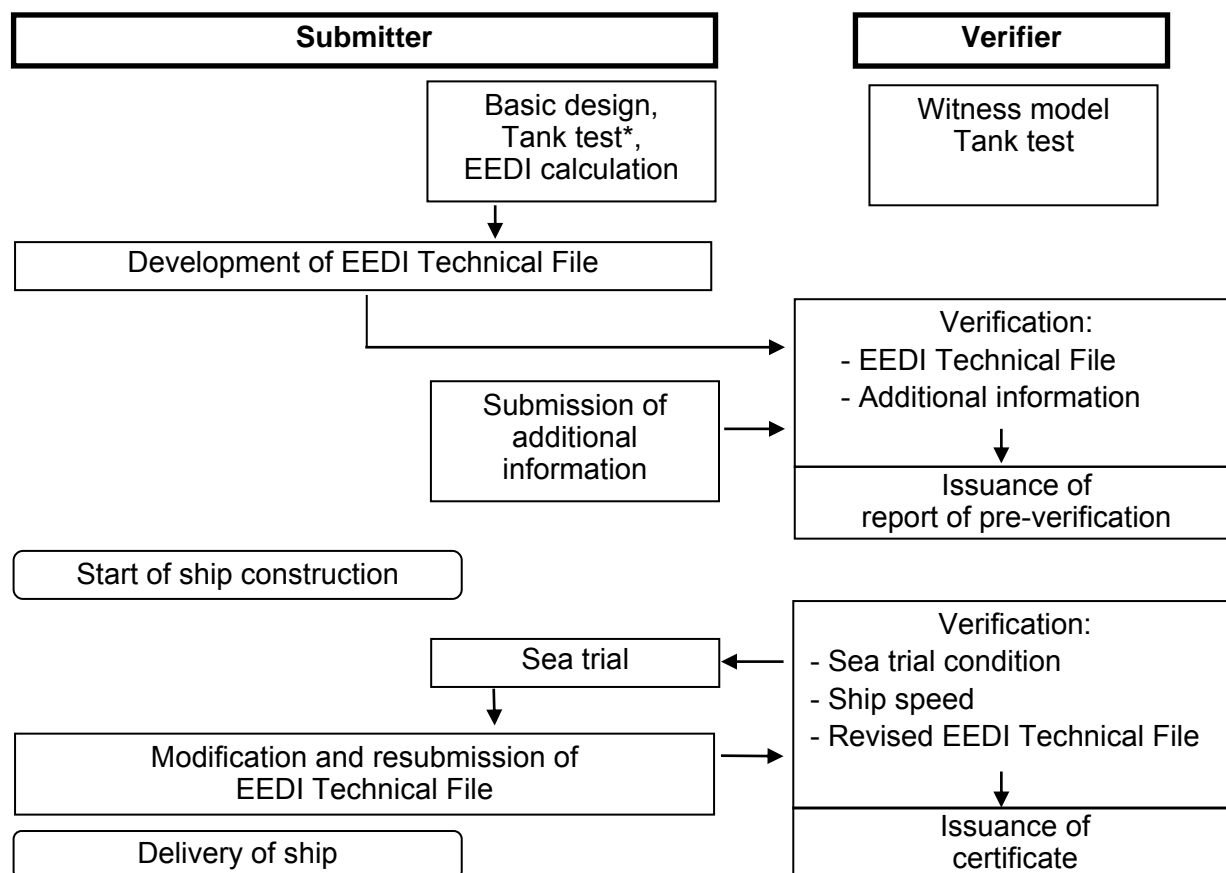 Submitter
Verifier
Basic design,
Tank test*,
EEDI calculation
Witness model
Tank test
Development of EEDI Technical File
Verification:
- EEDI Technical File
- Additional information
Submission of
additional
information
Issuance of
report of pre-verification
Start of ship construction
Verification:
- Sea trial condition
- Ship speed
- Revised EEDI Technical File
Sea trial
Modification and resubmission of
EEDI Technical File
Issuance of
certificate
Delivery of ship